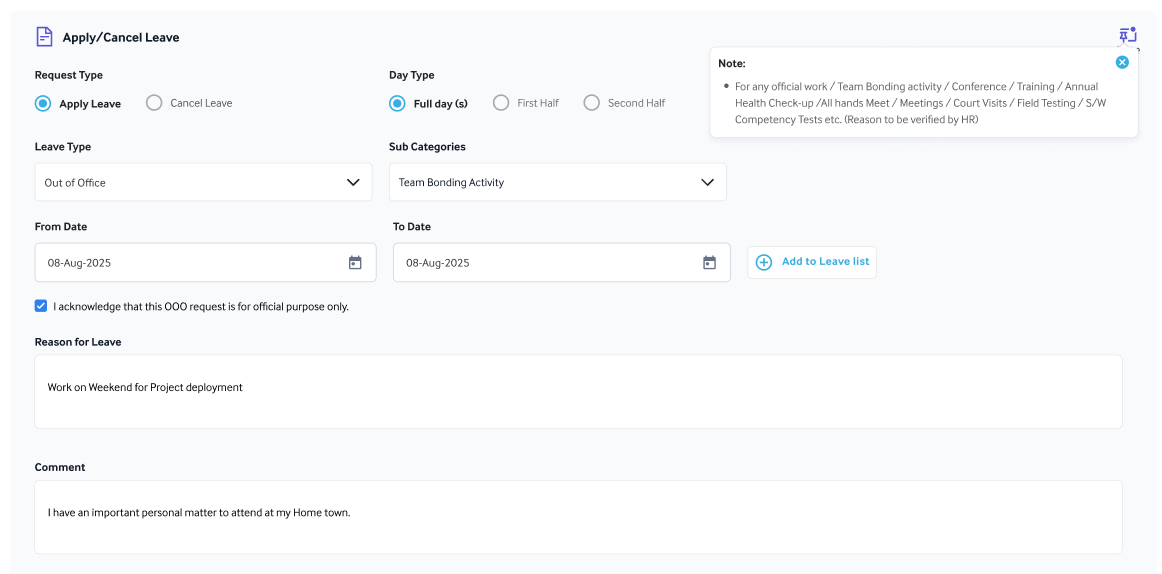 Apply/Cancel Leave
Note:
• For any official work / Team Bonding activity / Conference / Training / Annual
Health Check-up /All hands Meet / Meetings / Court Visits / Field Testing / S/W
Competency Tests etc. (Reason to be verified by HR)
Request Type
Day Type
Apply Leave Cancel Leave
Full day (s) First Half Second Half
Leave Type
Sub Categories
Out of Office
Team Bonding Activity
From Date
To Date
08-Aug-2025
08-Aug-2025
Add to Leave list
I acknowledge that this OOO request is for official purpose only.
Reason for Leave
Work on Weekend for Project deployment
Comment
I have an important personal matter to attend at my Home town.